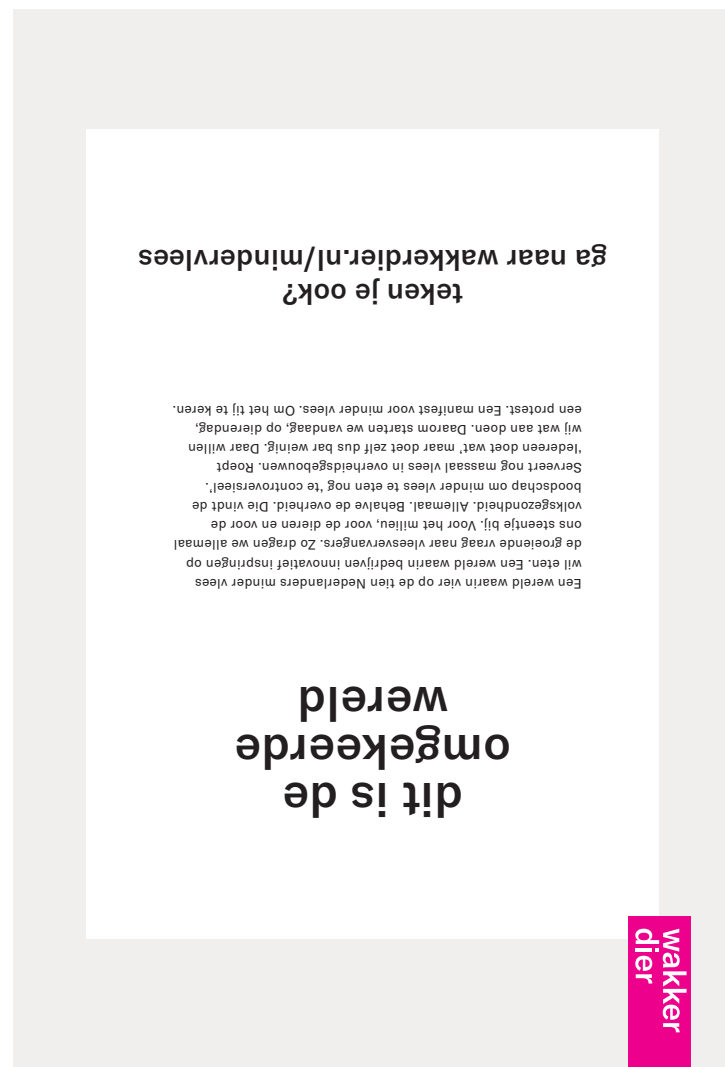 dit is de
omgekeerde
wereld
Een wereld waarin vier op de tien Nederlanders minder vlees
wil eten. Een wereld waarin bedrijven innovatief inspringen op
de groeiende vraag naar vleesvervangers. Zo dragen we allemaal
ons steentje bij. Voor het milieu, voor de dieren en voor de
volksgezondheid. Allemaal. Behalve de overheid. Die vindt de
boodschap om minder vlees te eten nog ‘te controversieel’.
Serveert nog massaal vlees in overheidsgebouwen. Roept
‘Iedereen doet wat’ maar doet zelf dus bar weinig. Daar willen
wij wat aan doen. Daarom starten we vandaag, op dierendag,
een protest. Een manifest voor minder vlees. Om het tij te keren.
teken je ook?
ga naar wakkerdier.nl/mindervlees
wakker
dier